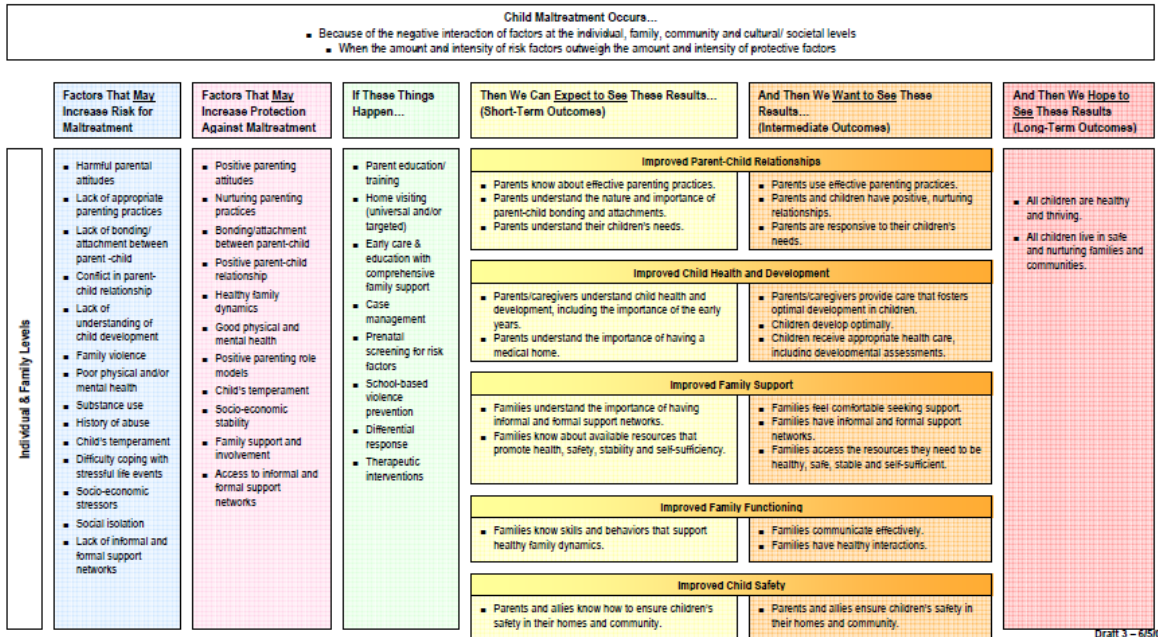 Child Maltreatment Occurs…
▪ Because of the negative interaction of factors at the individual, family, community and cultural/ societal levels
▪ When the amount and intensity of risk factors outweigh the amount and intensity of protective factors
Factors That May
Increase Risk for
Maltreatment
Factors That May
Increase Protection
Against Maltreatment
If These Things
Happen…
Then We Can Expect to See These Results…
(Short-Term Outcomes)
And Then We Want to See These
Results…
(Intermediate Outcomes)
And Then We Hope to
See These Results
(Long-Term Outcomes)
Individual & Family Levels
▪ Harmful parental
attitudes
▪ Lack of appropriate
parenting practices
▪ Lack of bonding/
attachment between
parent -child
▪ Conflict in parent-
child relationship
▪ Lack of
understanding of
child development
▪ Family violence
▪ Poor physical and/or
mental health
▪ Substance use
▪ History of abuse
▪ Child's temperament
▪ Difficulty coping with
stressful life events
▪ Socio-economic
stressors
▪ Social isolation
▪ Lack of informal and
formal support
networks
▪ Positive parenting
attitudes
▪ Nurturing parenting
practices
▪ Bonding/attachment
between parent-child
▪ Positive parent-child
relationship
▪ Healthy family
dynamics
▪ Good physical and
mental health
▪ Positive parenting role
models
▪ Child's temperament
▪ Socio-economic
stability
▪ Family support and
involvement
▪ Access to informal and
formal support
networks
▪ Parent education/
training
▪ Home visiting
(universal and/or
targeted)
▪ Early care &
education with
comprehensive
family support
▪ Case
management
▪ Prenatal
screening for risk
factors
▪ School-based
violence
prevention
▪ Differential
response
▪ Therapeutic
interventions
Improved Parent-Child Relationships
▪ Parents know about effective parenting practices.
▪ Parents understand the nature and importance of
parent-child bonding and attachments.
▪ Parents understand their children's needs.
▪ Parents use effective parenting practices.
▪ Parents and children have positive, nurturing
relationships.
▪ Parents are responsive to their children's
needs.
Improved Child Health and Development
▪ Parents/caregivers understand child health and
development, including the importance of the early
years.
▪ Parents understand the importance of having a
medical home.
▪ Parents/caregivers provide care that fosters
optimal development in children.
▪ Children develop optimally.
▪ Children receive appropriate health care,
including developmental assessments.
Improved Family Support
▪ Families understand the importance of having
informal and formal support networks.
▪ Families know about available resources that
promote health, safety, stability and self-sufficiency.
▪ Families feel comfortable seeking support.
▪ Families have informal and formal support
networks.
▪ Families access the resources they need to be
healthy, safe, stable and self-sufficient.
Improved Family Functioning
▪ Families know skills and behaviors that support
healthy family dynamics.
▪ Families communicate effectively.
▪ Families have healthy interactions.
Improved Child Safety
▪ Parents and allies know how to ensure children's
safety in their homes and community.
▪ Parents and allies ensure children's safety in
their homes and community.
▪ All children are healthy
and thriving.
▪ All children live in safe
and nurturing families and
communities.
Draft 3 –